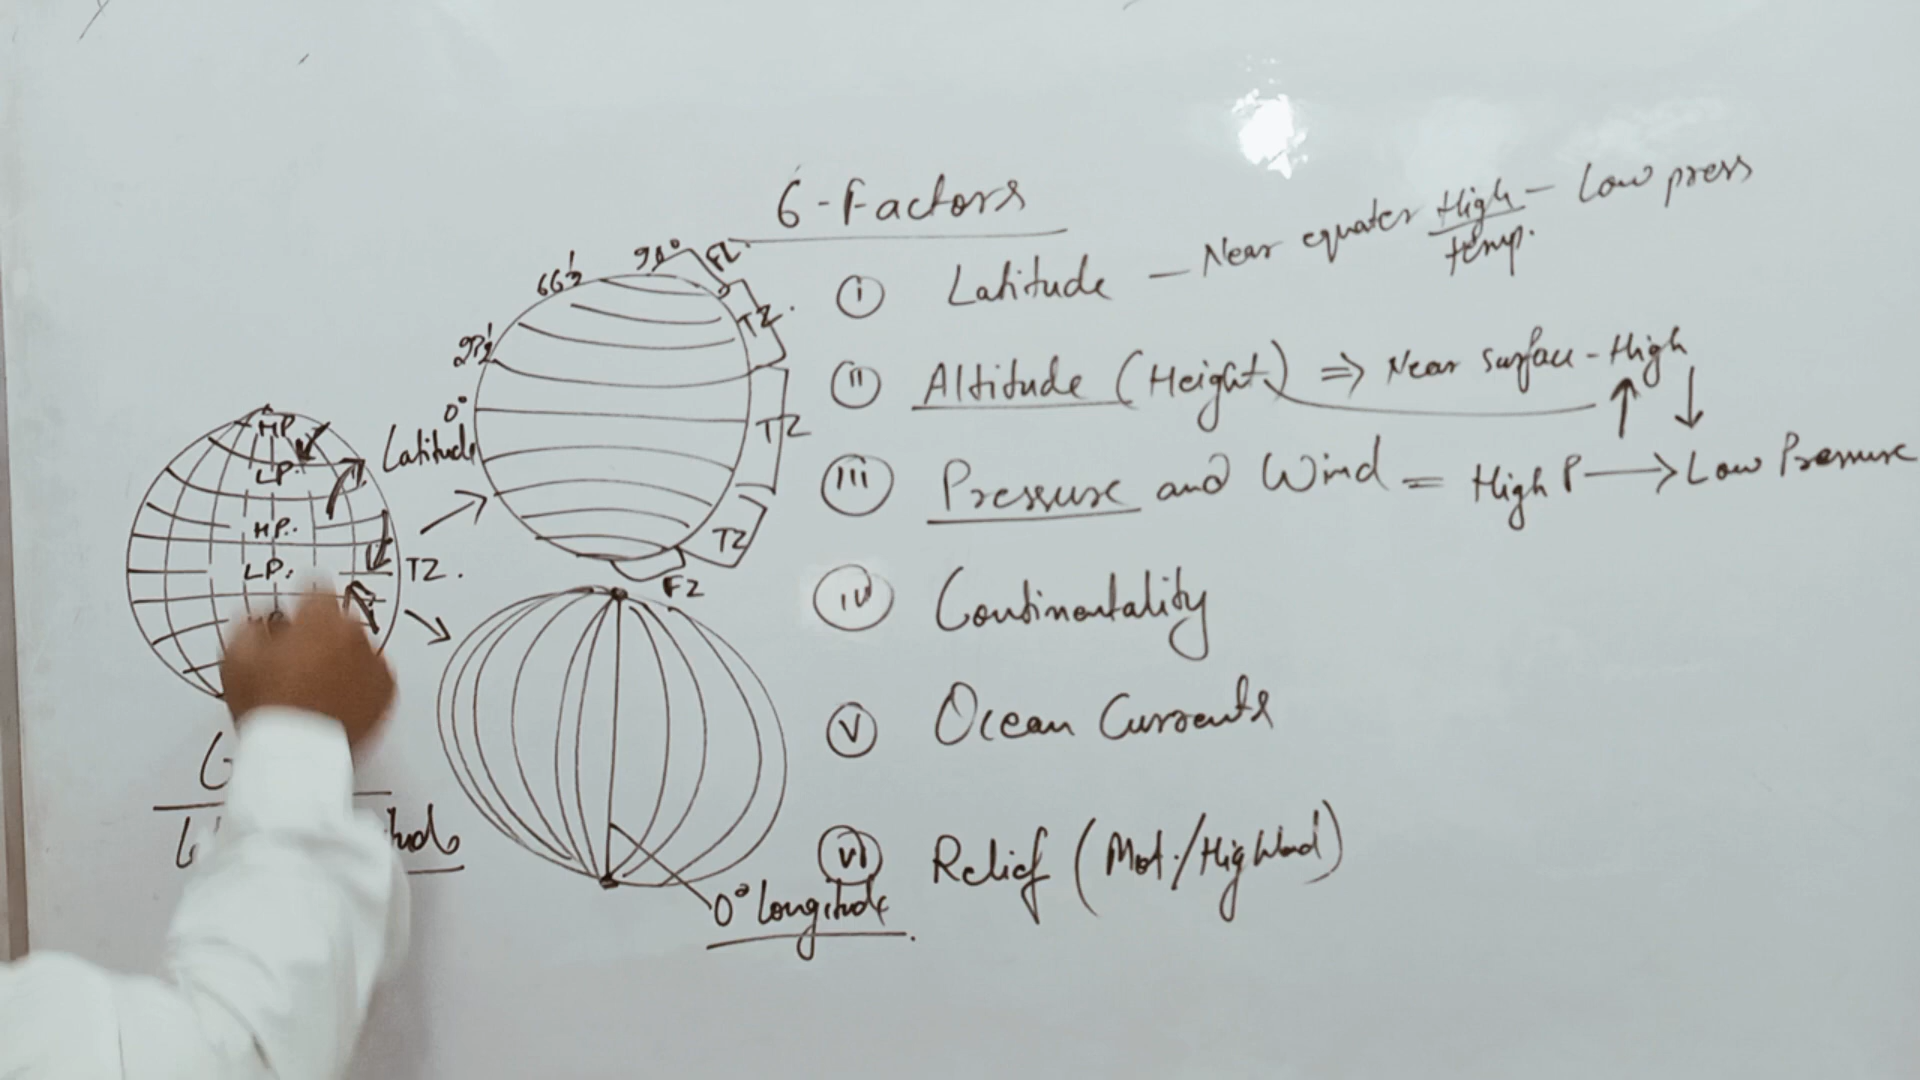 6-Factors
(i) Latitude - Near equater High temp. - Low press
(ii) Altitude (Height) => Near surface - High
(iii) Pressure and Wind = High P → Low Pressure
(iv) Continentality
(v) Ocean Currents
(vi) Relief (Mot./Highland)
90°
66½
23½
0°
FZ.
TZ.
TZ
TZ
FZ
Latitude
HP
LP.
HP.
LP.
TZ.
0° Longitude